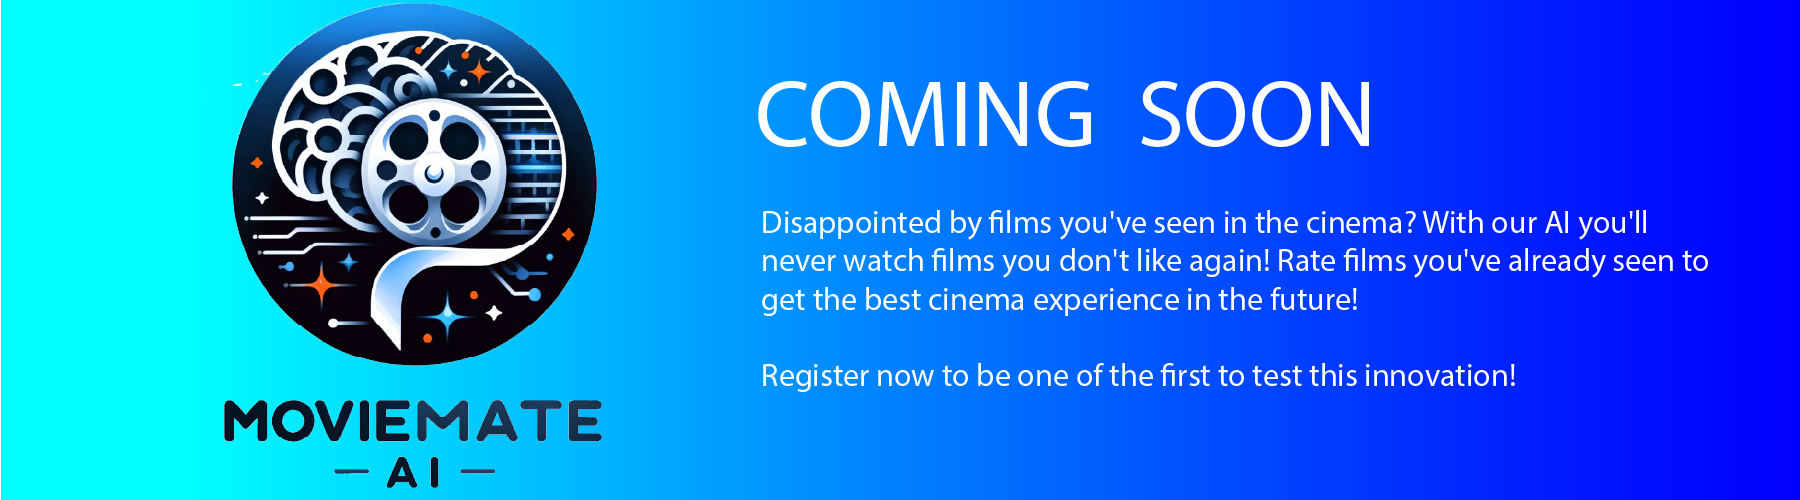 COMING SOON
Disappointed by films you've seen in the cinema? With our AI you'll
never watch films you don't like again! Rate films you've already seen to
get the best cinema experience in the future!
Register now to be one of the first to test this innovation!
MOVIEMATE
AI